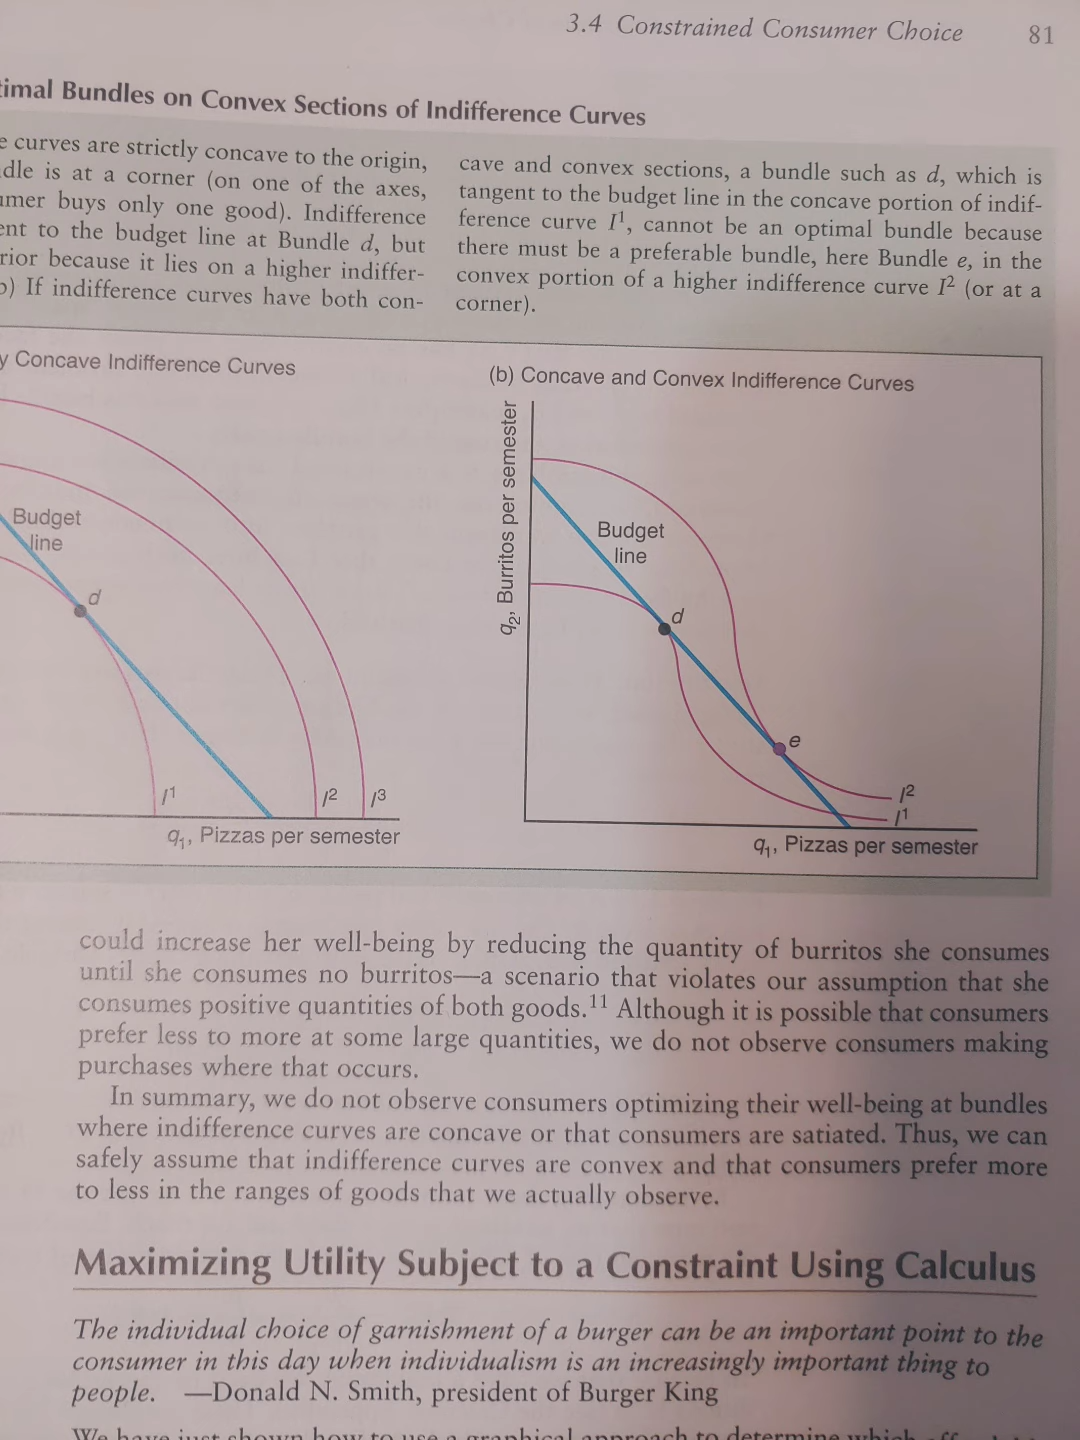 3.4 Constrained Consumer Choice 81
timal Bundles on Convex Sections of Indifference Curves
e curves are strictly concave to the origin,
dle is at a corner (on one of the axes,
umer buys only one good). Indifference
ent to the budget line at Bundle d, but
rior because it lies on a higher indiffer-
b) If indifference curves have both con-
cave and convex sections, a bundle such as d, which is
tangent to the budget line in the concave portion of indif-
ference curve I¹, cannot be an optimal bundle because
there must be a preferable bundle, here Bundle e, in the
convex portion of a higher indifference curve I² (or at a
corner).
y Concave Indifference Curves
Budget
line
d
I¹
I²
I³
q₁, Pizzas per semester
(b) Concave and Convex Indifference Curves
q₂, Burritos per semester
Budget
line
d
e
I²
I¹
q₁, Pizzas per semester
could increase her well-being by reducing the quantity of burritos she consumes
until she consumes no burritos—a scenario that violates our assumption that she
consumes positive quantities of both goods.¹¹ Although it is possible that consumers
prefer less to more at some large quantities, we do not observe consumers making
purchases where that occurs.
In summary, we do not observe consumers optimizing their well-being at bundles
where indifference curves are concave or that consumers are satiated. Thus, we can
safely assume that indifference curves are convex and that consumers prefer more
to less in the ranges of goods that we actually observe.
Maximizing Utility Subject to a Constraint Using Calculus
The individual choice of garnishment of a burger can be an important point to the
consumer in this day when individualism is an increasingly important thing to
people. —Donald N. Smith, president of Burger King
We have just shown how to use a graphical approach to determine which